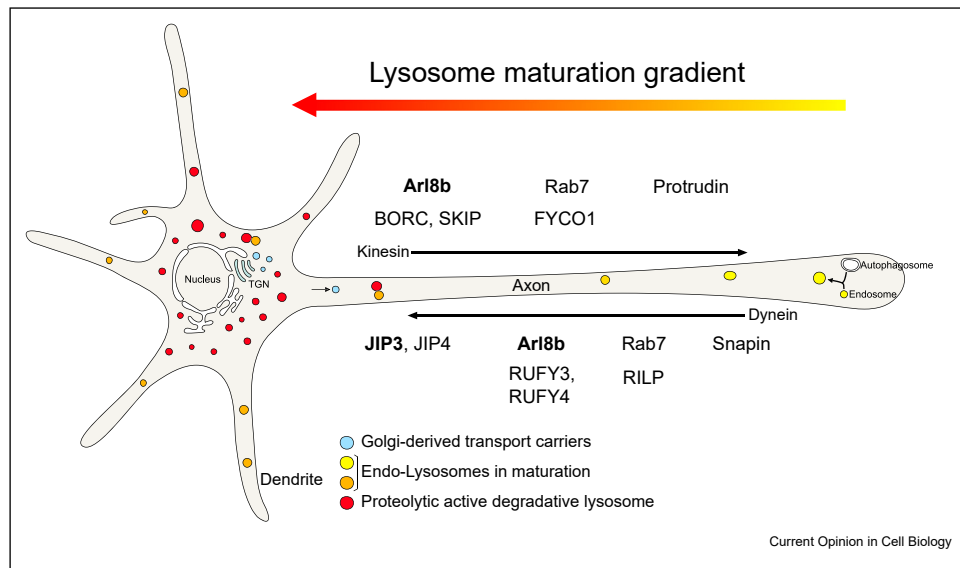 Lysosome maturation gradient
Arl8b
Rab7
Protrudin
BORC, SKIP
FYCO1
Kinesin
Nucleus
TGN
Axon
Autophagosome
Endosome
Dynein
JIP3, JIP4
Arl8b
Rab7
Snapin
RUFY3,
RUFY4
RILP
Golgi-derived transport carriers
Endo-Lysosomes in maturation
Dendrite
Proteolytic active degradative lysosome
Current Opinion in Cell Biology